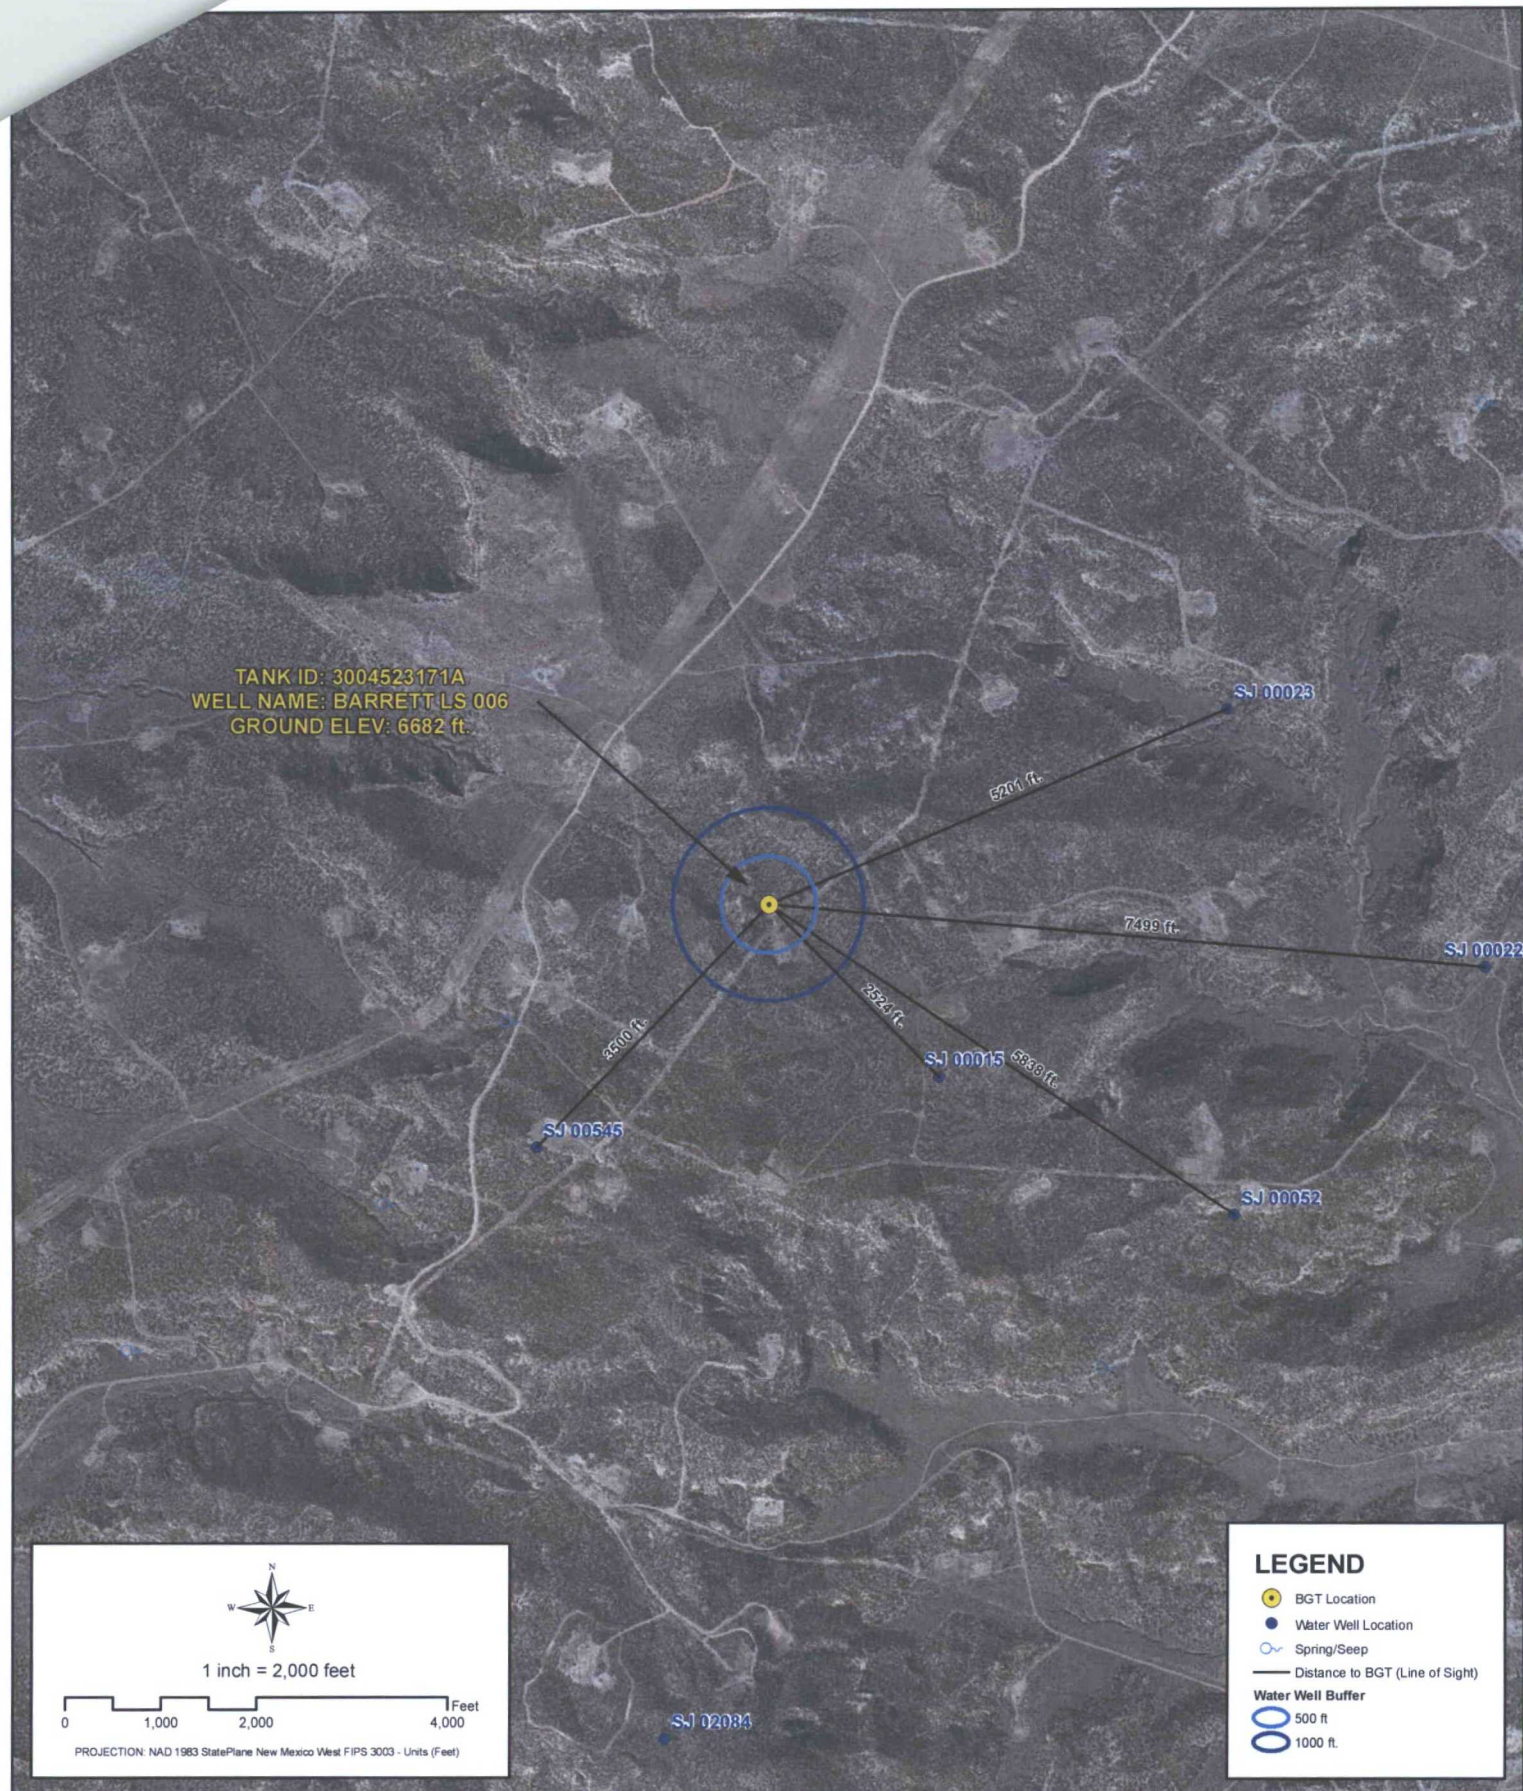 TANK ID: 3004523171A
WELL NAME: BARRETT LS 006
GROUND ELEV: 6682 ft.
SJ 00023
5201 ft.
7499 ft.
SJ 00022
2524 ft.
SJ 00015
5838 ft.
3500 ft.
SJ 00545
SJ 00052
SJ 02084
N
W
E
S
1 inch = 2,000 feet
Feet
0 1,000 2,000 4,000
PROJECTION: NAD 1983 StatePlane New Mexico West FIPS 3003 - Units (Feet)
LEGEND
BGT Location
Water Well Location
Spring/Seep
Distance to BGT (Line of Sight)
Water Well Buffer
500 ft
1000 ft.